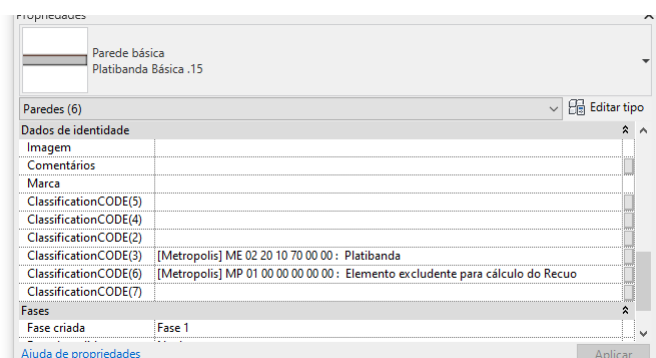 Propriedades
Parede básica
Platibanda Básica .15
Paredes (6) Editar tipo
Dados de identidade
Imagem
Comentários
Marca
ClassificationCODE(5)
ClassificationCODE(4)
ClassificationCODE(2)
ClassificationCODE(3) [Metropolis] ME 02 20 10 70 00 00 : Platibanda
ClassificationCODE(6) [Metropolis] MP 01 00 00 00 00 00 : Elemento excludente para cálculo do Recuo
ClassificationCODE(7)
Fases
Fase criada Fase 1
Ajuda de propriedades Aplicar